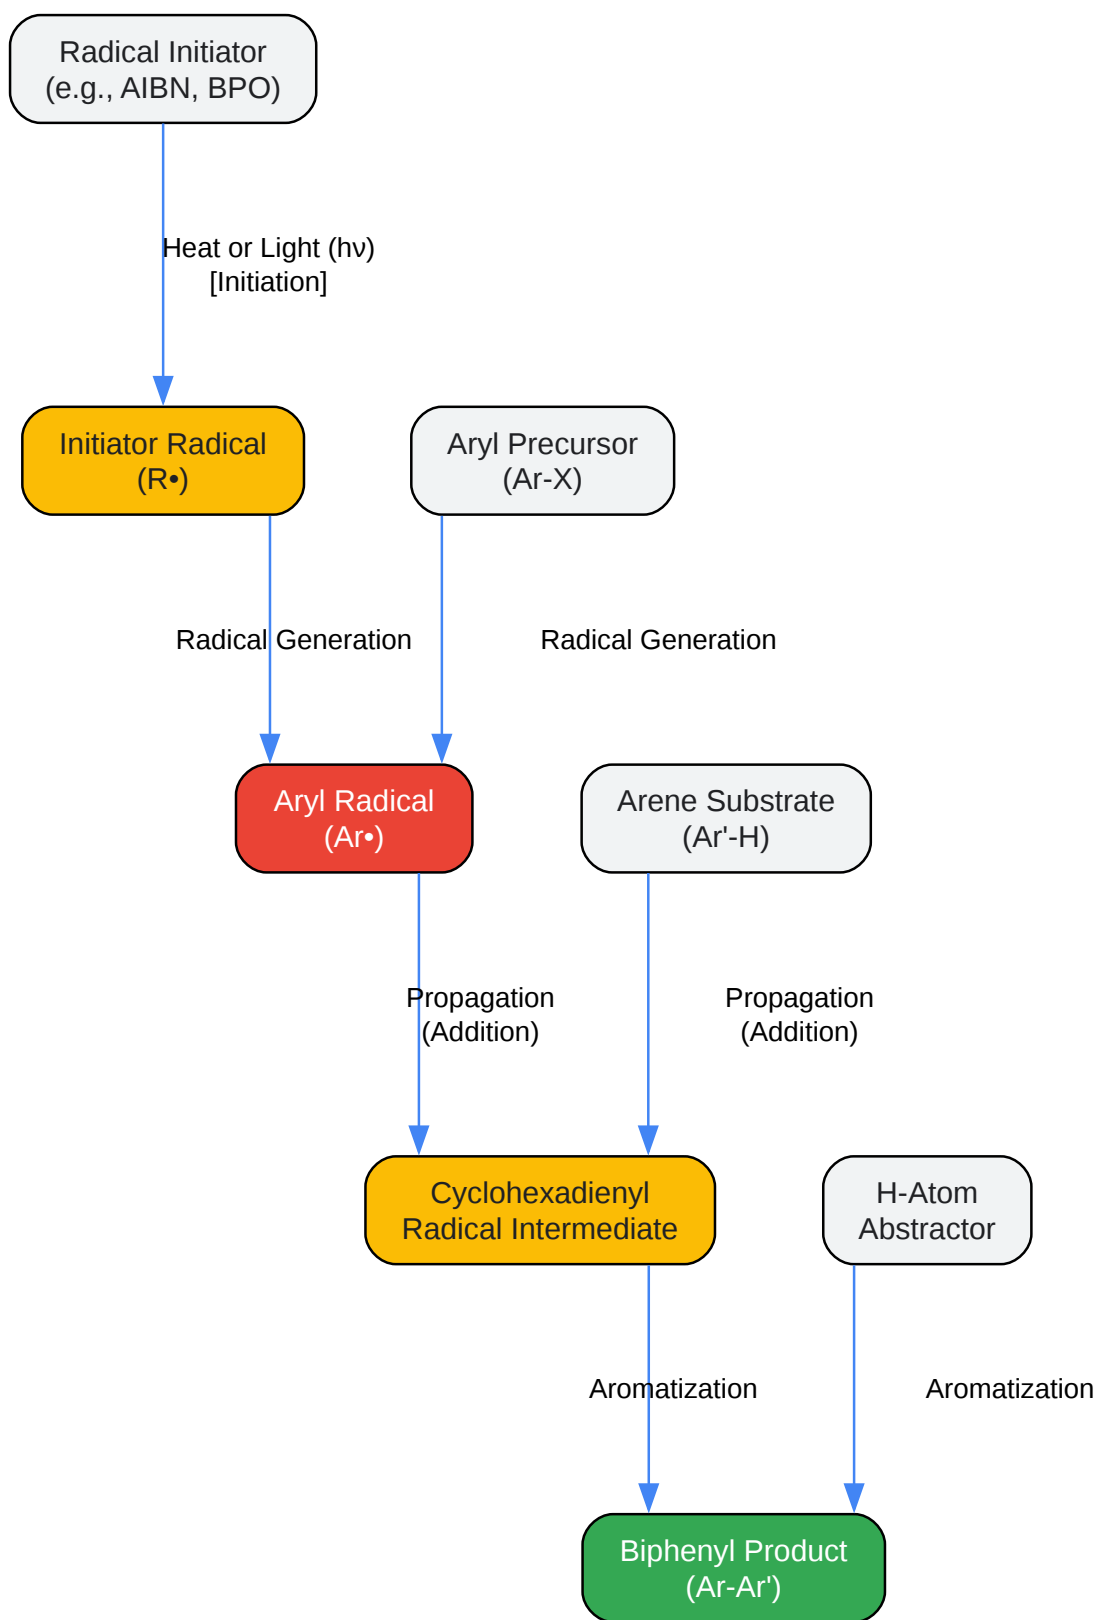 Radical Initiator
(e.g., AIBN, BPO)
Heat or Light (hν)
[Initiation]
Initiator Radical
(R•)
Aryl Precursor
(Ar-X)
Radical Generation
Radical Generation
Aryl Radical
(Ar•)
Arene Substrate
(Ar'-H)
Propagation
(Addition)
Propagation
(Addition)
Cyclohexadienyl
Radical Intermediate
H-Atom
Abstractor
Aromatization
Aromatization
Biphenyl Product
(Ar-Ar')